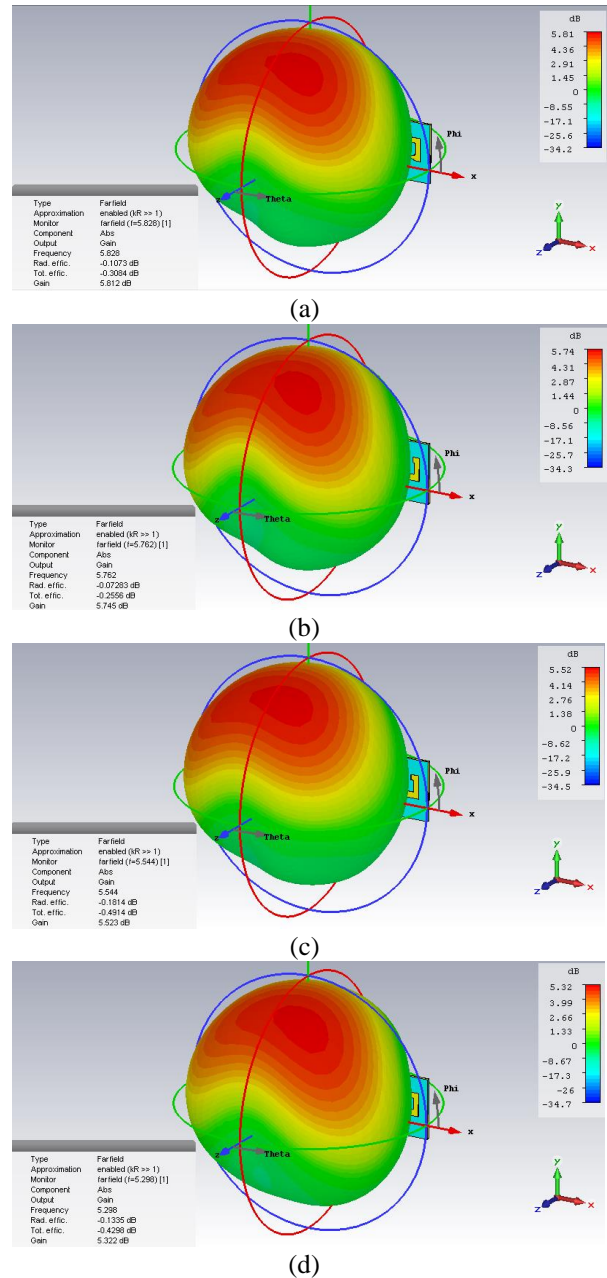 dB
5.81
4.36
2.91
1.45
0
-8.55
-17.1
-25.6
-34.2
Phi
x
z
Theta
y
z
x
Type Farfield
Approximation enabled (kR >> 1)
Monitor farfield (f=5.828) [1]
Component Abs
Output Gain
Frequency 5.828
Rad. effic. -0.1073 dB
Tot. effic. -0.3084 dB
Gain 5.812 dB
(a)
dB
5.74
4.31
2.87
1.44
0
-8.56
-17.1
-25.7
-34.3
Phi
x
z
Theta
y
z
x
Type Farfield
Approximation enabled (kR >> 1)
Monitor farfield (f=5.762) [1]
Component Abs
Output Gain
Frequency 5.762
Rad. effic. -0.07283 dB
Tot. effic. -0.2556 dB
Gain 5.745 dB
(b)
dB
5.52
4.14
2.76
1.38
0
-8.62
-17.2
-25.9
-34.5
Phi
x
z
Theta
y
z
x
Type Farfield
Approximation enabled (kR >> 1)
Monitor farfield (f=5.544) [1]
Component Abs
Output Gain
Frequency 5.544
Rad. effic. -0.1814 dB
Tot. effic. -0.4914 dB
Gain 5.523 dB
(c)
dB
5.32
3.99
2.66
1.33
0
-8.67
-17.3
-26
-34.7
Phi
x
z
Theta
y
z
x
Type Farfield
Approximation enabled (kR >> 1)
Monitor farfield (f=5.298) [1]
Component Abs
Output Gain
Frequency 5.298
Rad. effic. -0.1335 dB
Tot. effic. -0.4298 dB
Gain 5.322 dB
(d)